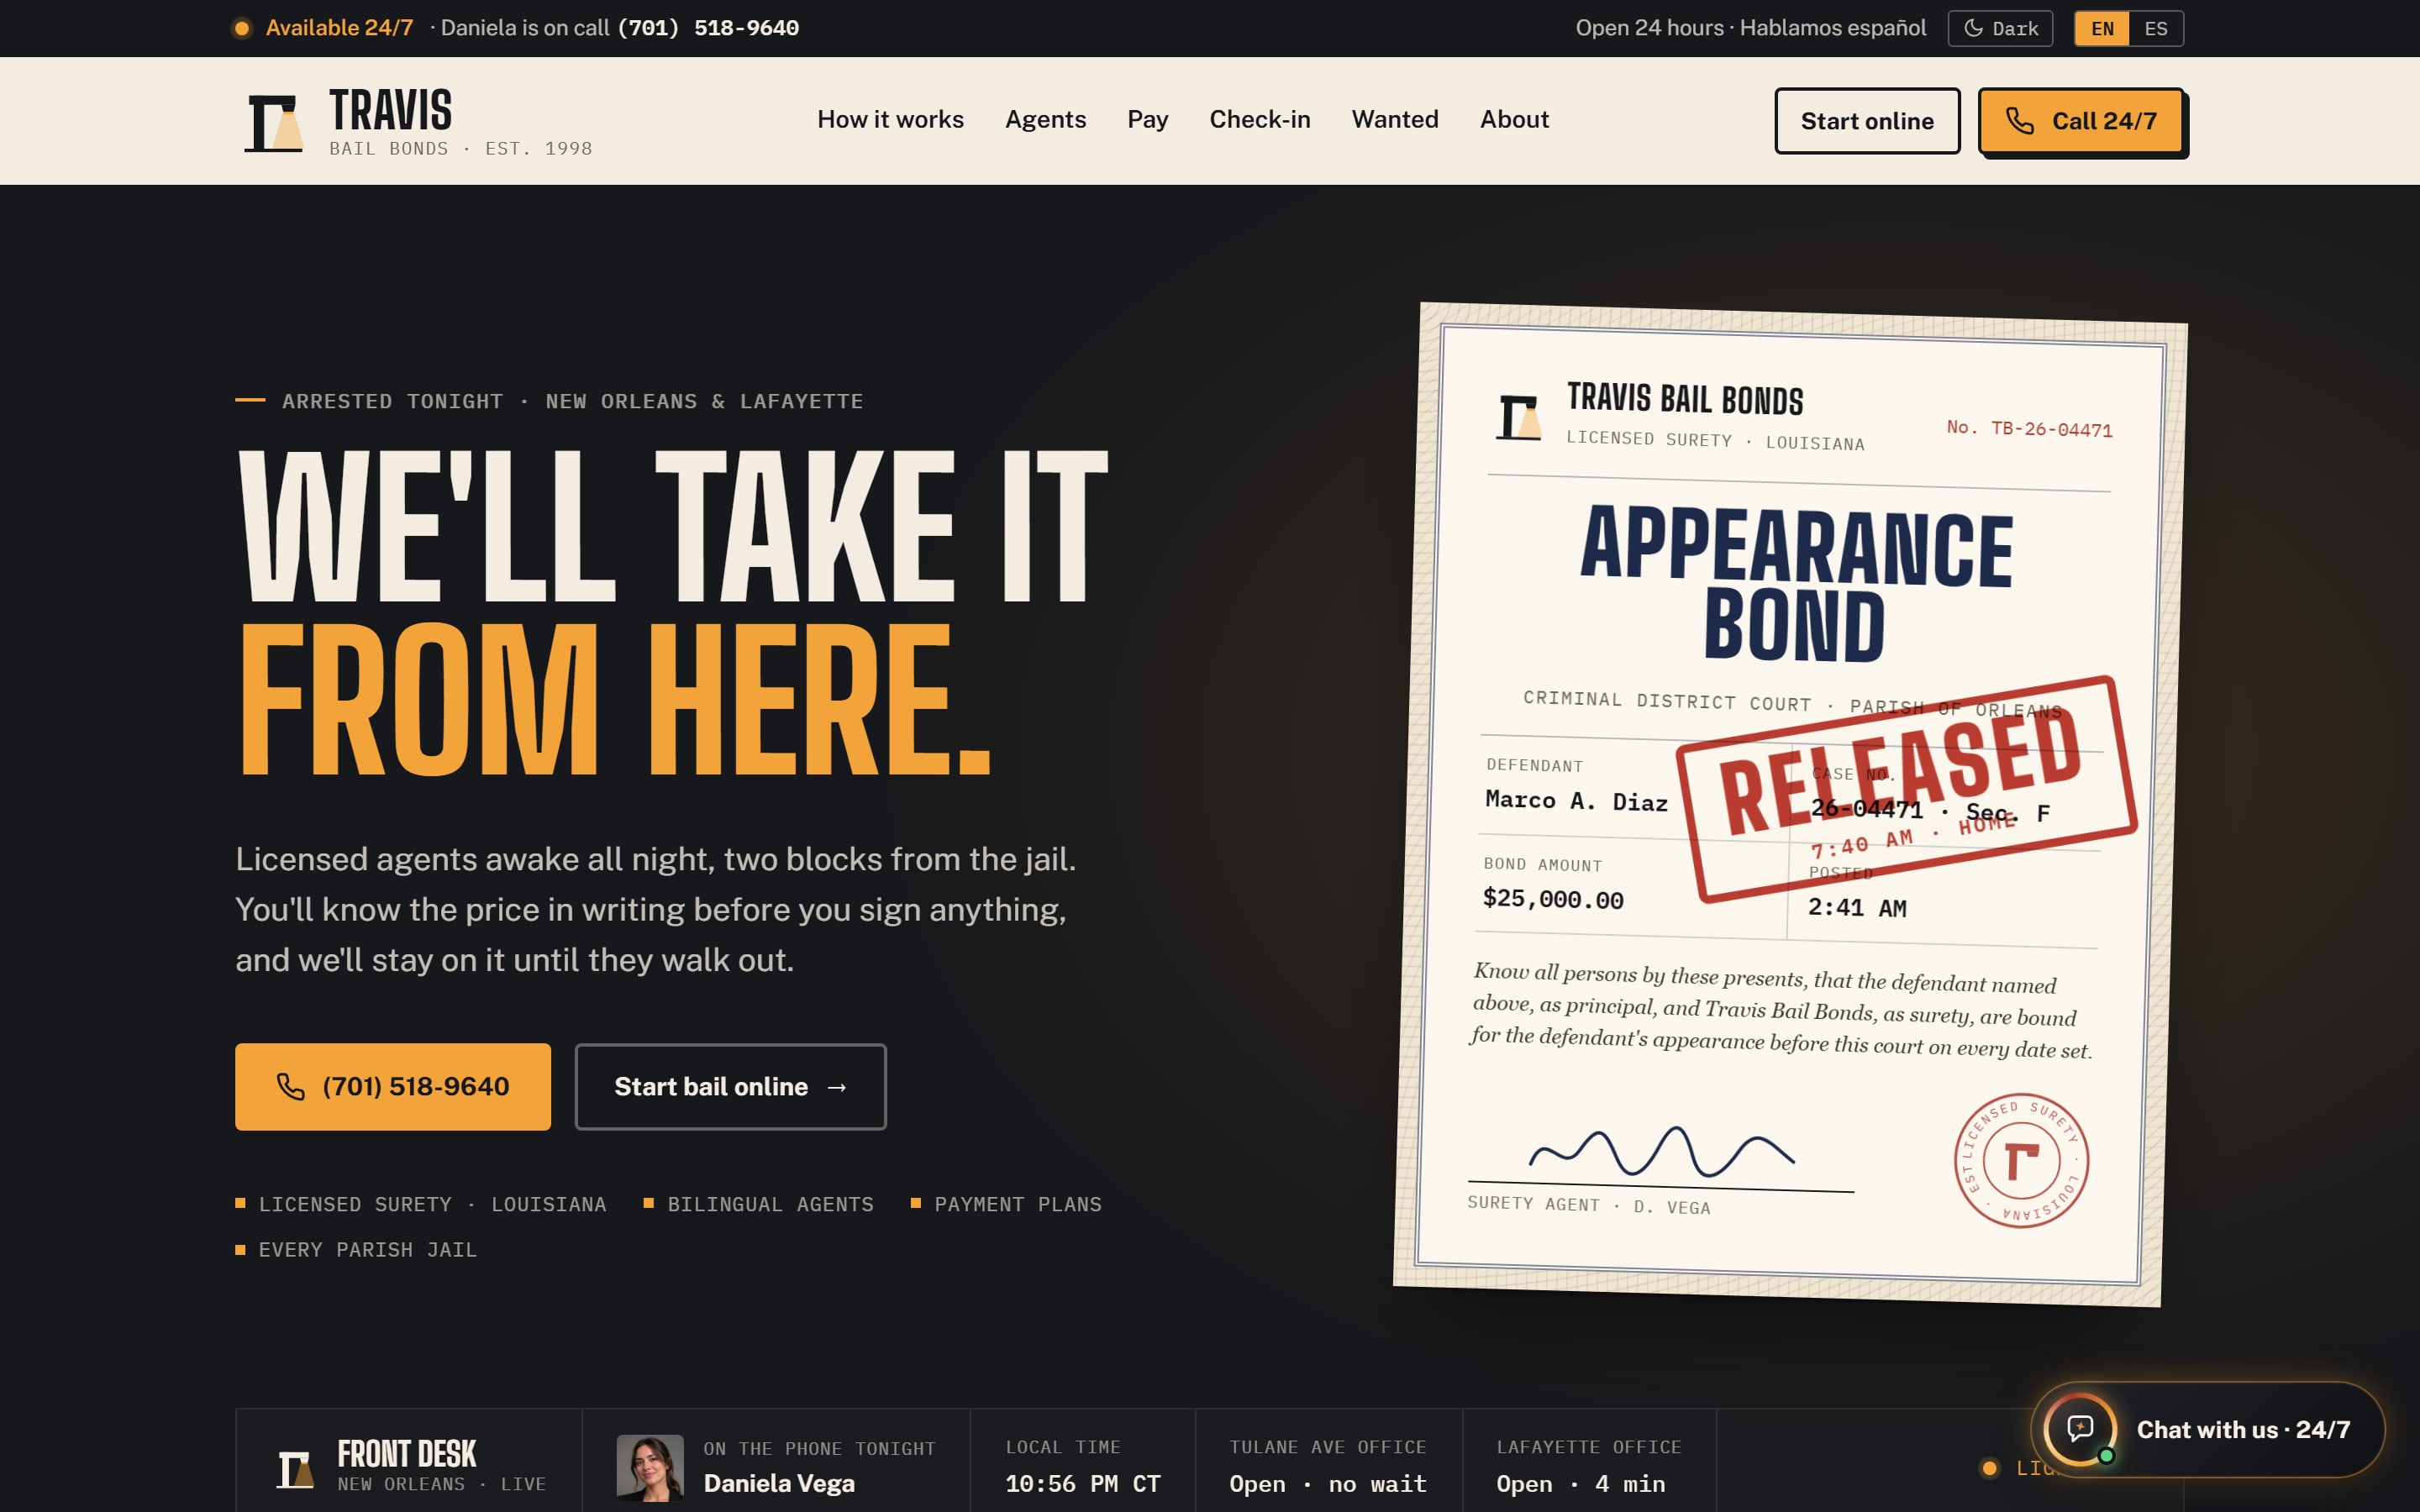 Available 24/7 · Daniela is on call (701) 518-9640
Open 24 hours · Hablamos español
Dark
EN ES
TRAVIS
BAIL BONDS · EST. 1998
How it works Agents Pay Check-in Wanted About
Start online
Call 24/7
ARRESTED TONIGHT · NEW ORLEANS & LAFAYETTE
WE'LL TAKE IT
FROM HERE.
Licensed agents awake all night, two blocks from the jail.
You'll know the price in writing before you sign anything,
and we'll stay on it until they walk out.
(701) 518-9640
Start bail online →
LICENSED SURETY · LOUISIANA
BILINGUAL AGENTS
PAYMENT PLANS
EVERY PARISH JAIL
TRAVIS BAIL BONDS
LICENSED SURETY · LOUISIANA
No. TB-26-04471
APPEARANCE
BOND
CRIMINAL DISTRICT COURT · PARISH OF ORLEANS
DEFENDANT
Marco A. Diaz
CASE NO.
26-04471 · Sec. F
RELEASED
7:40 AM · HOME
BOND AMOUNT
$25,000.00
POSTED
2:41 AM
Know all persons by these presents, that the defendant named
above, as principal, and Travis Bail Bonds, as surety, are bound
for the defendant's appearance before this court on every date set.
SURETY AGENT · D. VEGA
LICENSED SURETY · LOUISIANA · EST
FRONT DESK
NEW ORLEANS · LIVE
ON THE PHONE TONIGHT
Daniela Vega
LOCAL TIME
10:56 PM CT
TULANE AVE OFFICE
Open · no wait
LAFAYETTE OFFICE
Open · 4 min
Chat with us · 24/7